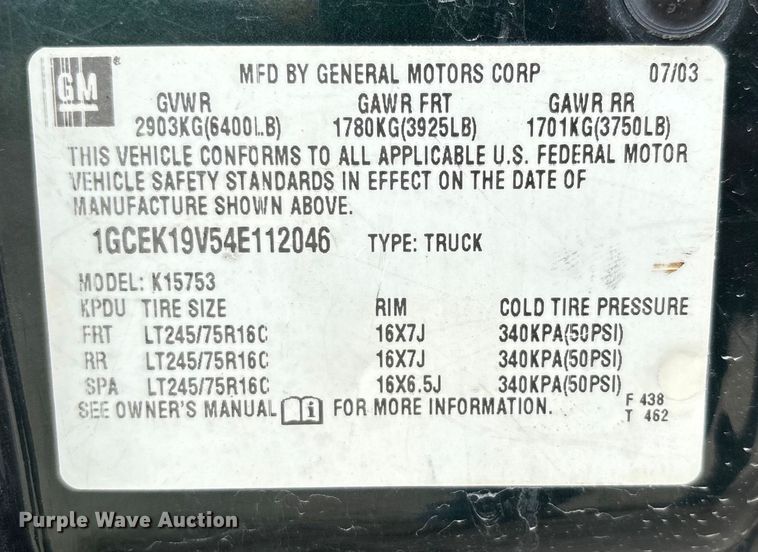 GM®
MFD BY GENERAL MOTORS CORP 07/03
GVWR GAWR FRT GAWR RR
2903KG(6400LB) 1780KG(3925LB) 1701KG(3750LB)
THIS VEHICLE CONFORMS TO ALL APPLICABLE U.S. FEDERAL MOTOR
VEHICLE SAFETY STANDARDS IN EFFECT ON THE DATE OF
MANUFACTURE SHOWN ABOVE.
1GCEK19V54E112046 TYPE: TRUCK
MODEL: K15753
KPDU TIRE SIZE RIM COLD TIRE PRESSURE
FRT LT245/75R16C 16X7J 340KPA(50PSI)
RR LT245/75R16C 16X7J 340KPA(50PSI)
SPA LT245/75R16C 16X6.5J 340KPA(50PSI)
SEE OWNER'S MANUAL i FOR MORE INFORMATION. F 438
T 462
Purple Wave Auction